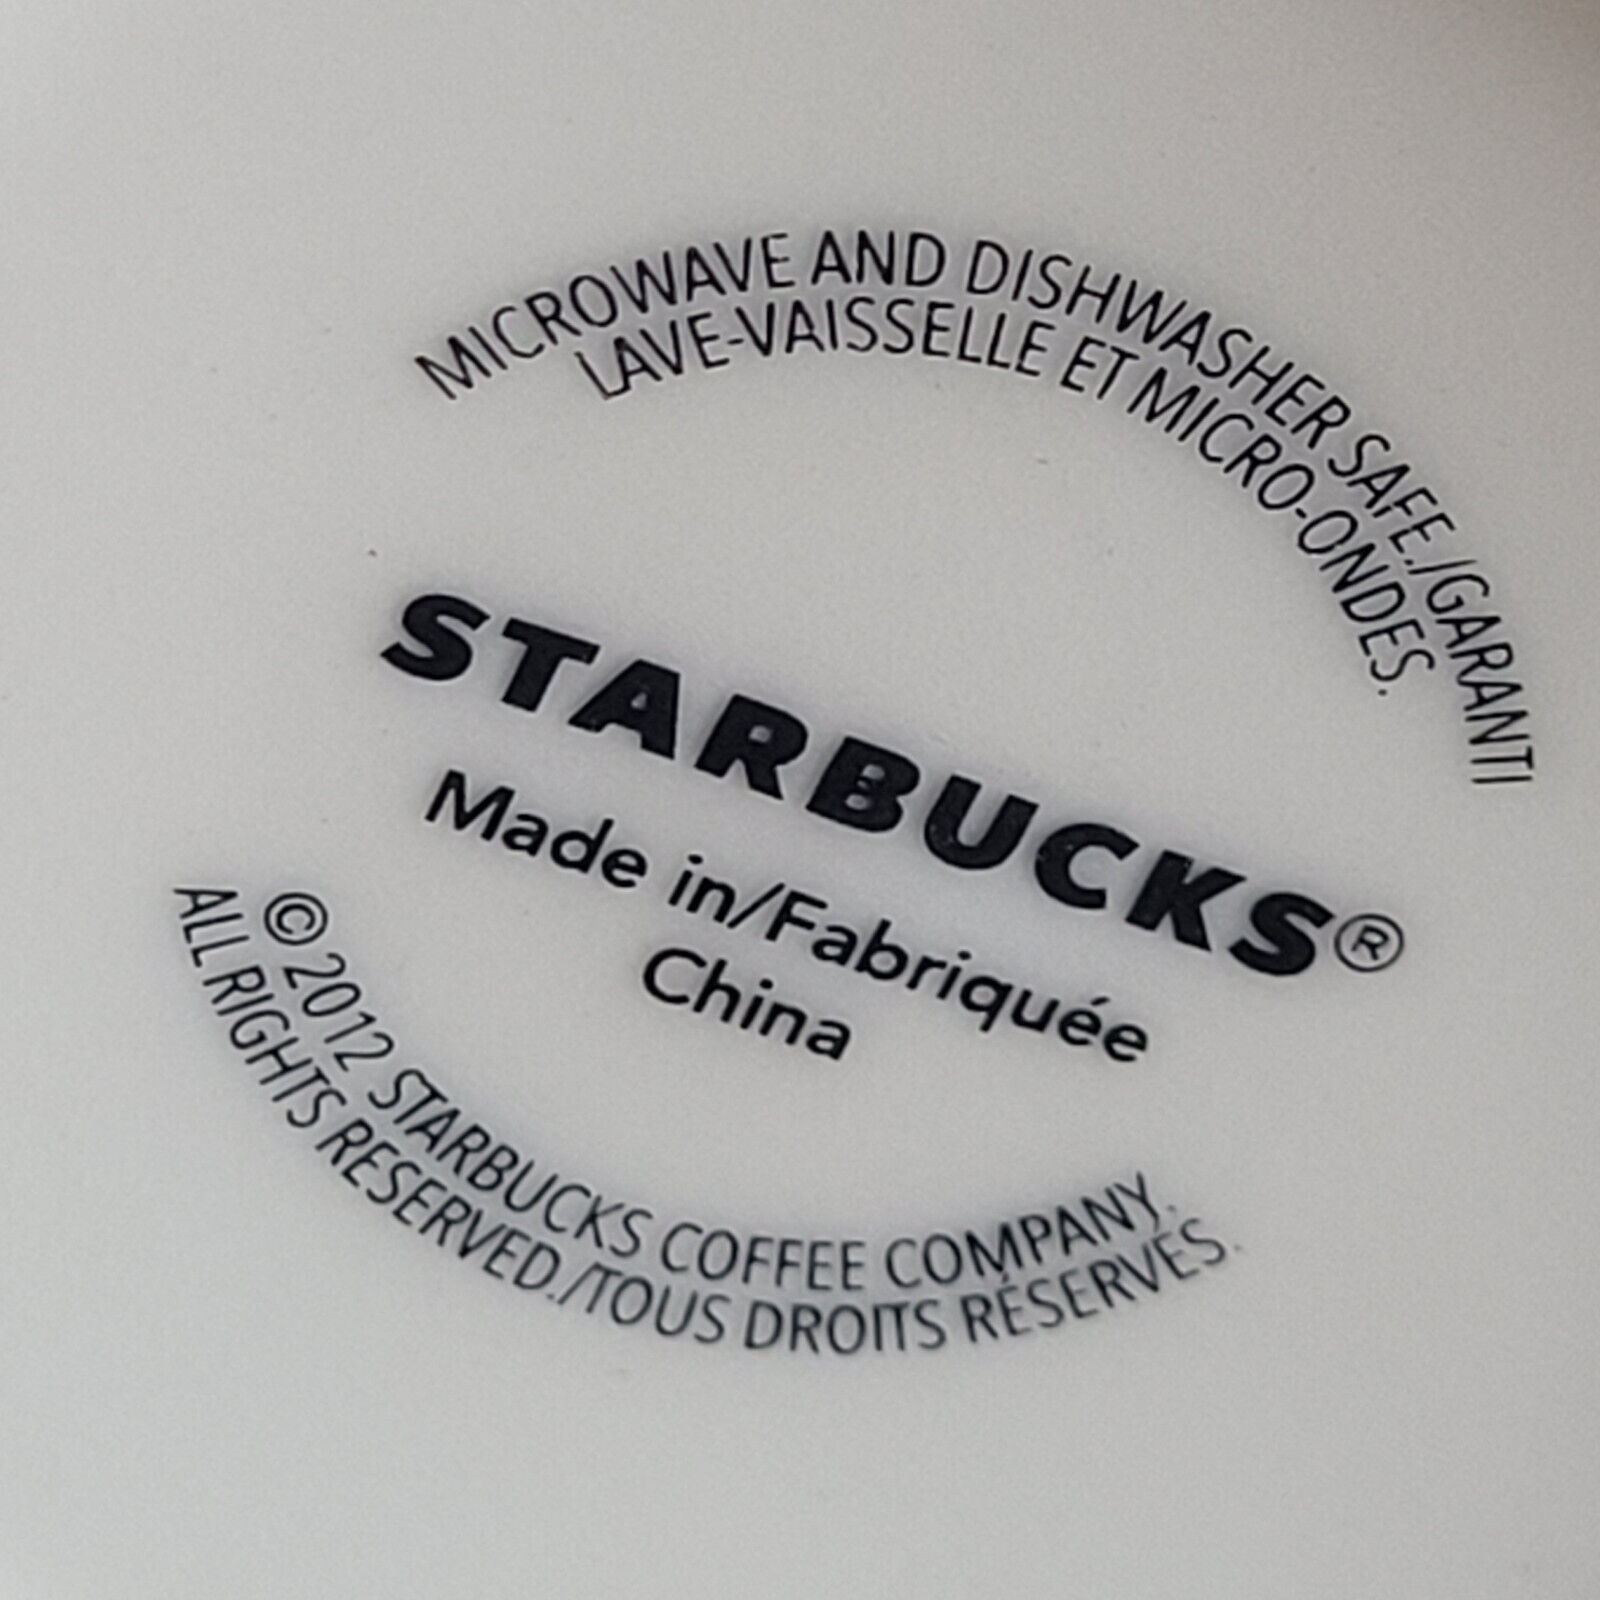 MICROWAVE AND DISHWASHER SAFE./GARANTI
LAVE-VAISSELLE ET MICRO-ONDES.
STARBUCKS®
Made in/Fabriquée
China
© 2012 STARBUCKS COFFEE COMPANY.
ALL RIGHTS RESERVED./TOUS DROITS RÉSERVÉS.